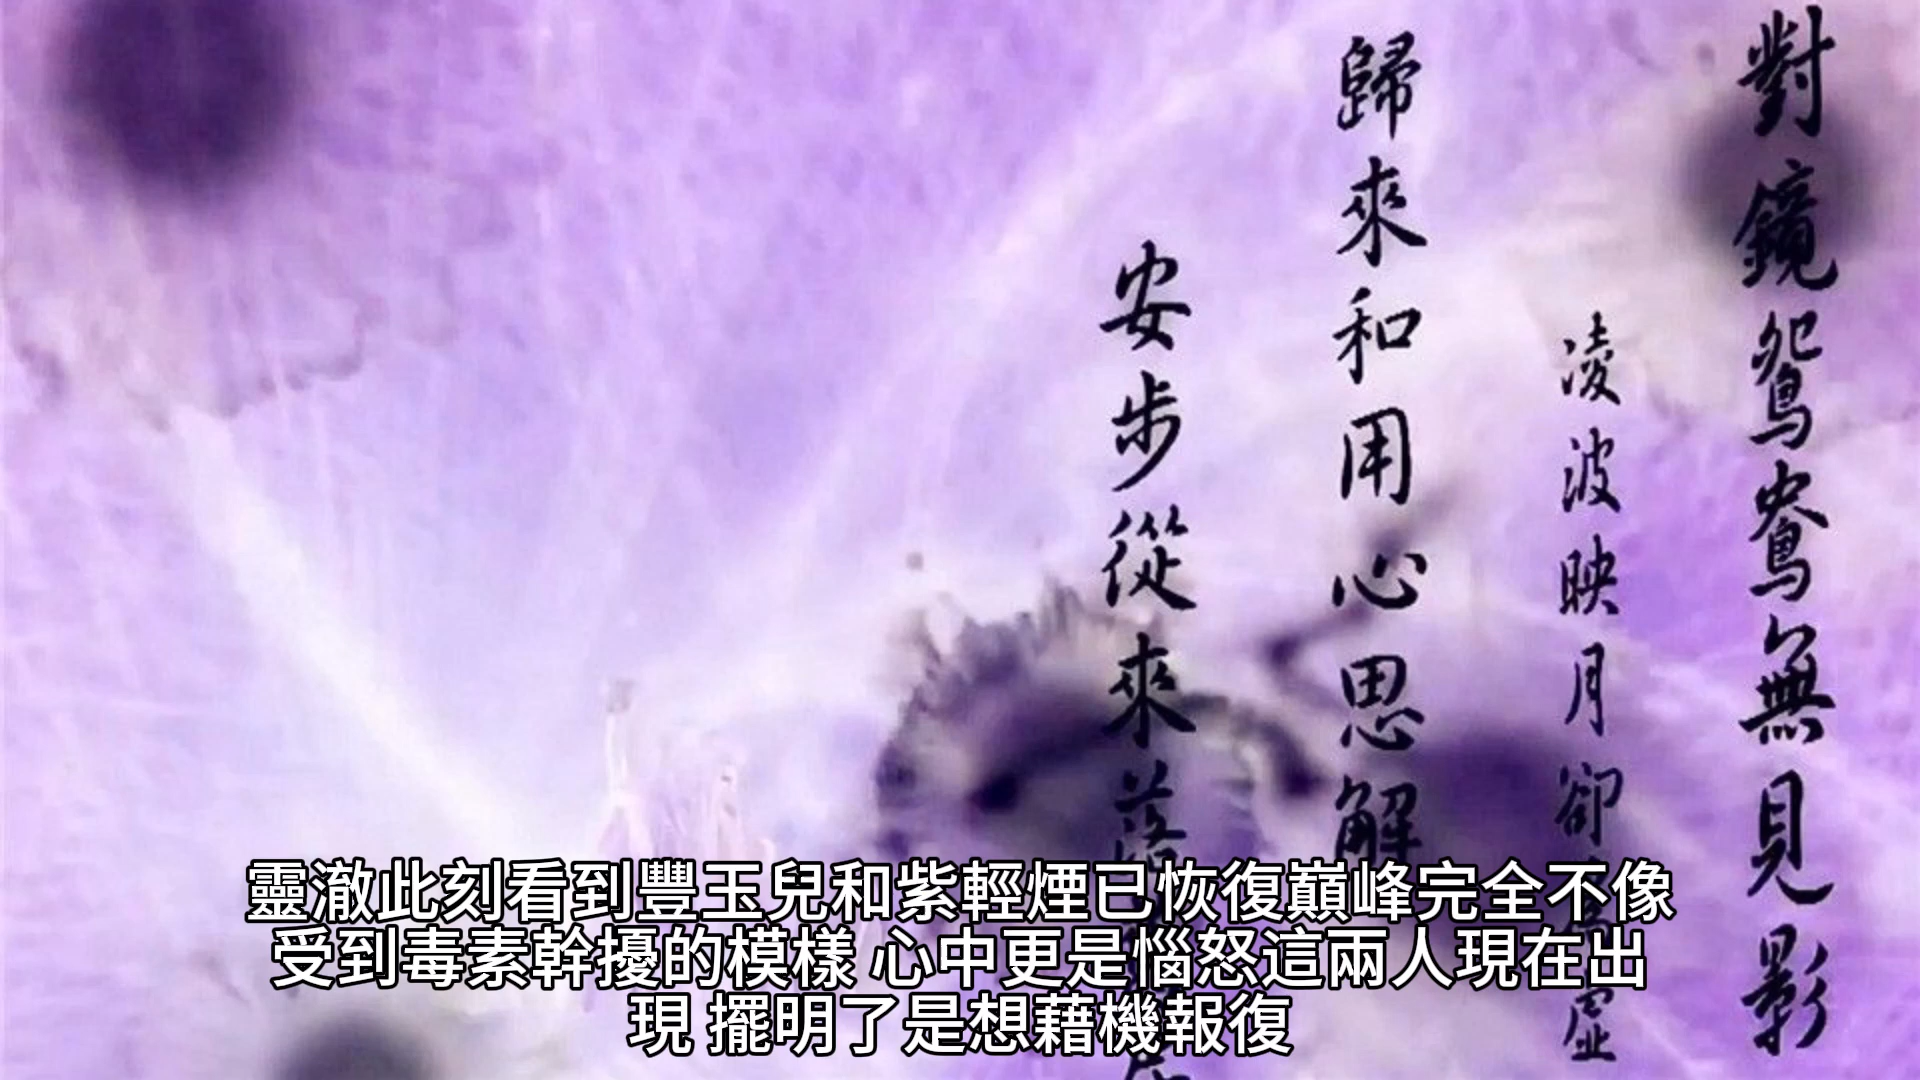 對鏡鴛鴦無見影
凌波映月卻
歸來和用心思解
安步從來落
靈澈此刻看到豐玉兒和紫輕煙已恢復巔峰完全不像
受到毒素幹擾的模樣 心中更是惱怒這兩人現在出
現 擺明了是想藉機報復